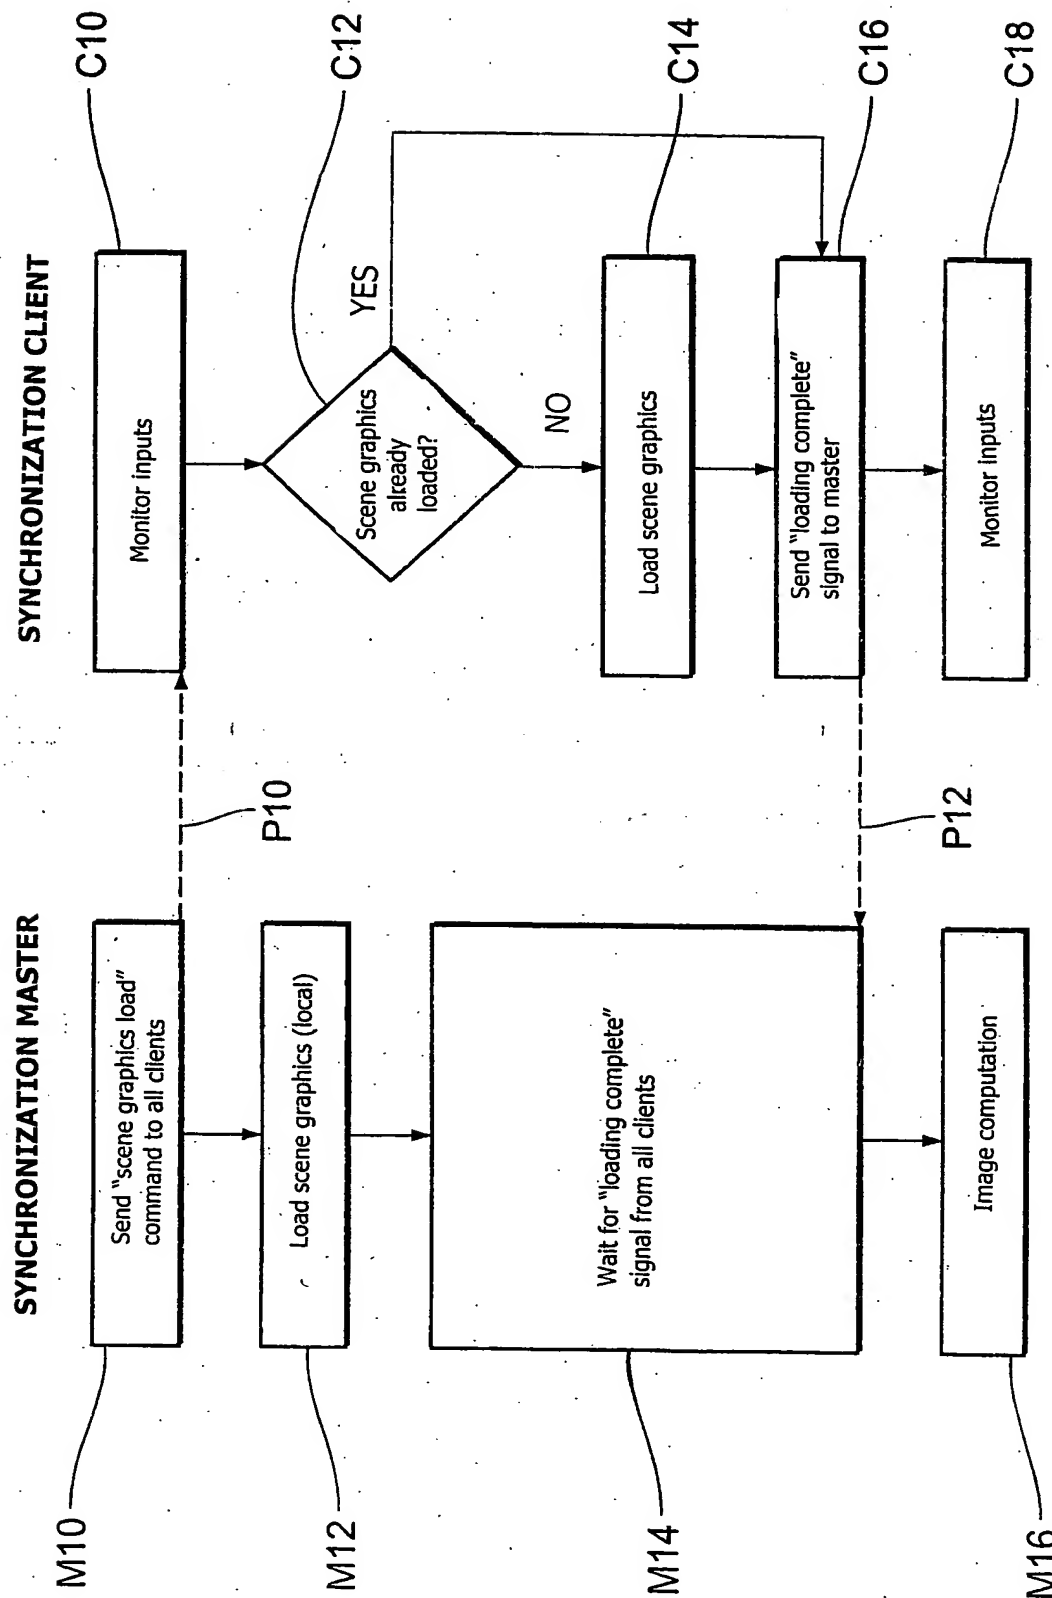 SYNCHRONIZATION MASTER
SYNCHRONIZATION CLIENT
M10
Send "scene graphics load"
command to all clients
P10
Monitor inputs
C10
M12
Load scene graphics (local)
Scene graphics
already
loaded?
YES
NO
C12
M14
Wait for "loading complete"
signal from all clients
Load scene graphics
C14
P12
Send "loading complete"
signal to master
C16
M16
Image computation
Monitor inputs
C18